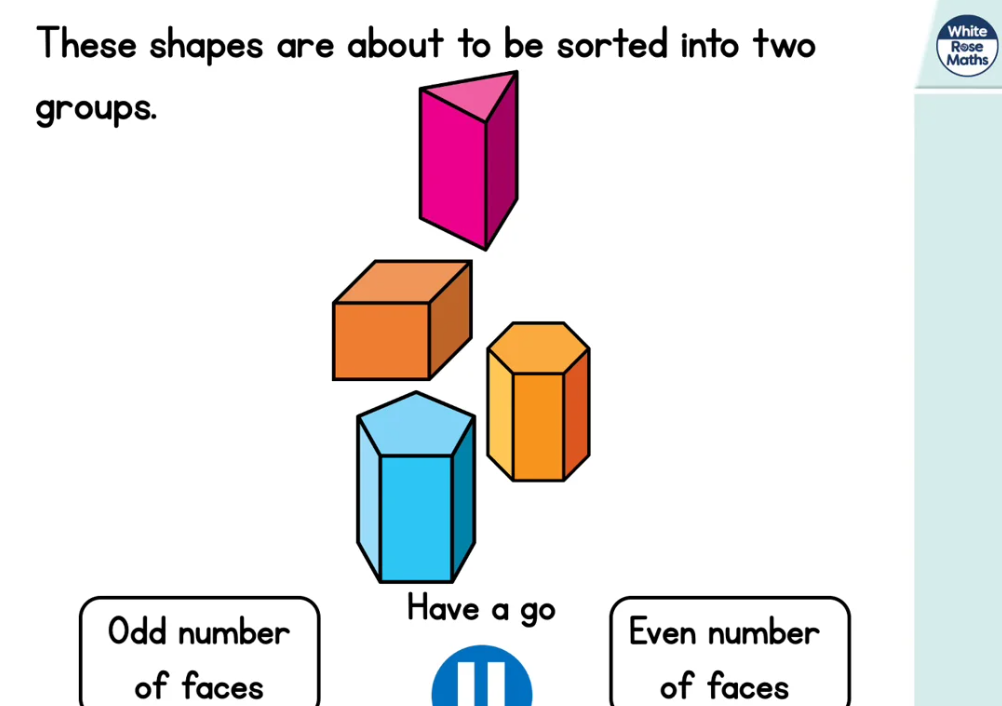 These shapes are about to be sorted into two
groups.
White
Rose
Maths
Have a go
Odd number
of faces
Even number
of faces